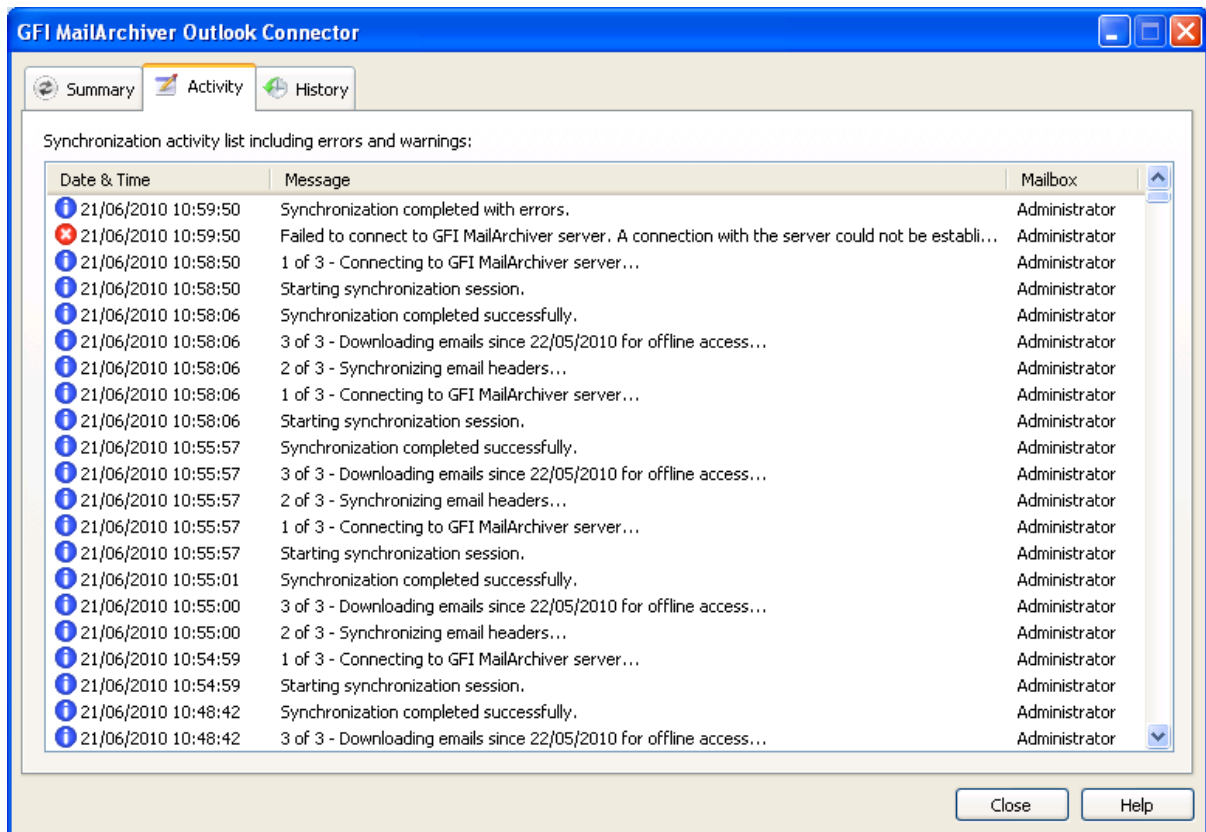 GFI MailArchiver Outlook Connector
Summary Activity History
Synchronization activity list including errors and warnings:
Date & Time Message Mailbox
21/06/2010 10:59:50 Synchronization completed with errors. Administrator
21/06/2010 10:59:50 Failed to connect to GFI MailArchiver server. A connection with the server could not be establi... Administrator
21/06/2010 10:58:50 1 of 3 - Connecting to GFI MailArchiver server... Administrator
21/06/2010 10:58:50 Starting synchronization session. Administrator
21/06/2010 10:58:06 Synchronization completed successfully. Administrator
21/06/2010 10:58:06 3 of 3 - Downloading emails since 22/05/2010 for offline access... Administrator
21/06/2010 10:58:06 2 of 3 - Synchronizing email headers... Administrator
21/06/2010 10:58:06 1 of 3 - Connecting to GFI MailArchiver server... Administrator
21/06/2010 10:58:06 Starting synchronization session. Administrator
21/06/2010 10:55:57 Synchronization completed successfully. Administrator
21/06/2010 10:55:57 3 of 3 - Downloading emails since 22/05/2010 for offline access... Administrator
21/06/2010 10:55:57 2 of 3 - Synchronizing email headers... Administrator
21/06/2010 10:55:57 1 of 3 - Connecting to GFI MailArchiver server... Administrator
21/06/2010 10:55:57 Starting synchronization session. Administrator
21/06/2010 10:55:01 Synchronization completed successfully. Administrator
21/06/2010 10:55:00 3 of 3 - Downloading emails since 22/05/2010 for offline access... Administrator
21/06/2010 10:55:00 2 of 3 - Synchronizing email headers... Administrator
21/06/2010 10:54:59 1 of 3 - Connecting to GFI MailArchiver server... Administrator
21/06/2010 10:54:59 Starting synchronization session. Administrator
21/06/2010 10:48:42 Synchronization completed successfully. Administrator
21/06/2010 10:48:42 3 of 3 - Downloading emails since 22/05/2010 for offline access... Administrator
Close Help